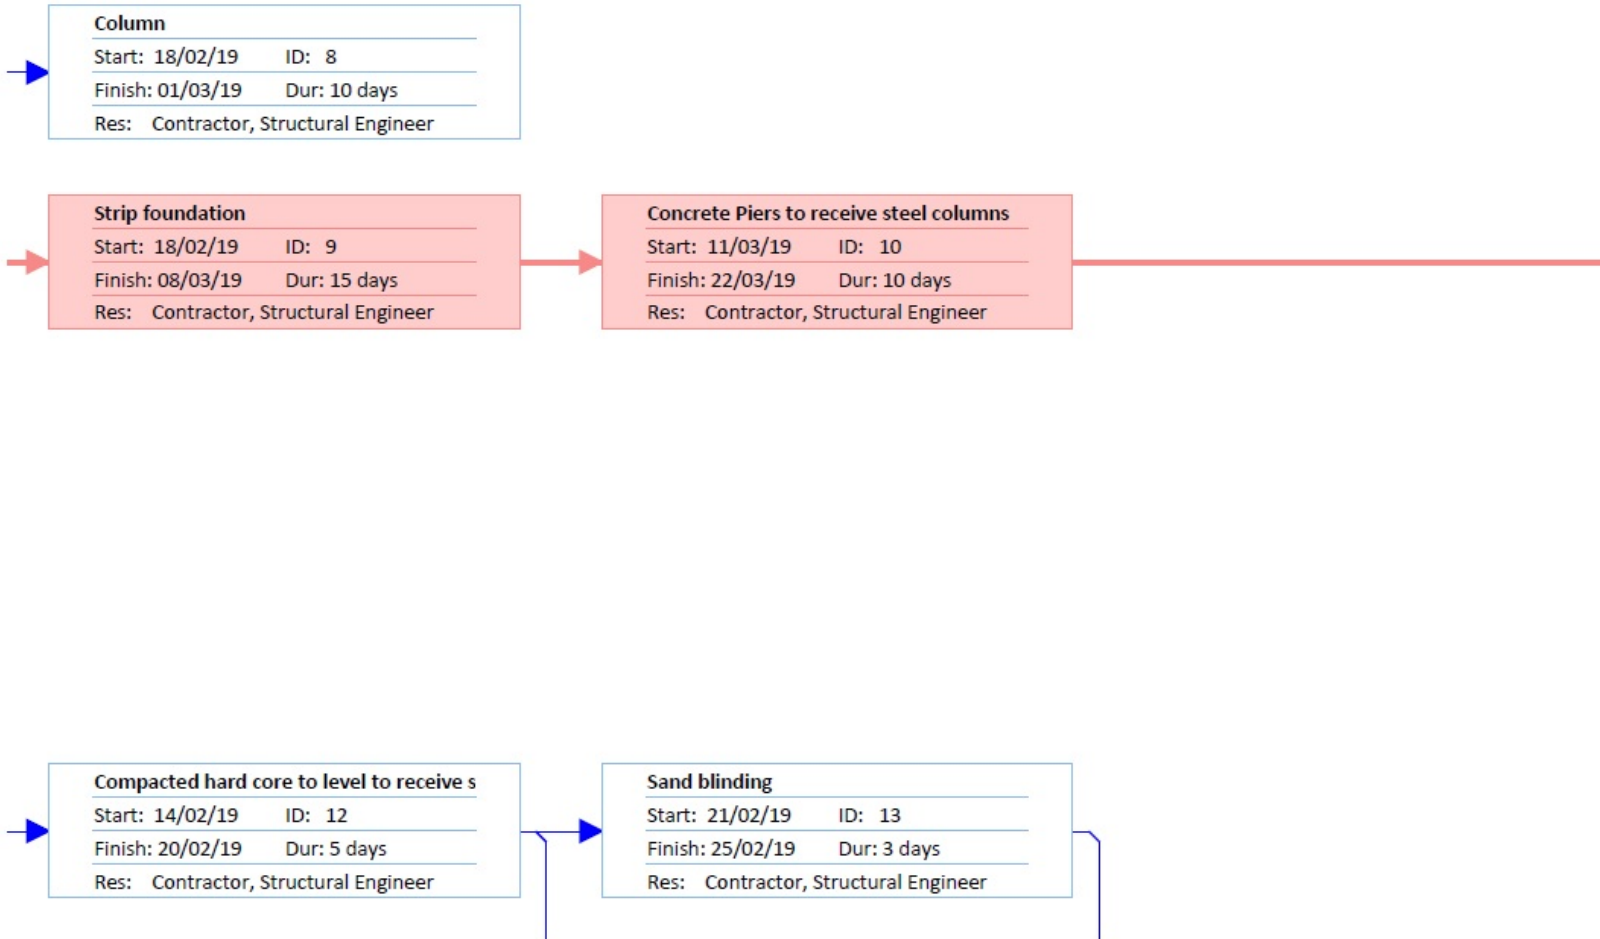 Column
Start: 18/02/19 ID: 8
Finish: 01/03/19 Dur: 10 days
Res: Contractor, Structural Engineer
Strip foundation
Start: 18/02/19 ID: 9
Finish: 08/03/19 Dur: 15 days
Res: Contractor, Structural Engineer
Concrete Piers to receive steel columns
Start: 11/03/19 ID: 10
Finish: 22/03/19 Dur: 10 days
Res: Contractor, Structural Engineer
Compacted hard core to level to receive s
Start: 14/02/19 ID: 12
Finish: 20/02/19 Dur: 5 days
Res: Contractor, Structural Engineer
Sand blinding
Start: 21/02/19 ID: 13
Finish: 25/02/19 Dur: 3 days
Res: Contractor, Structural Engineer